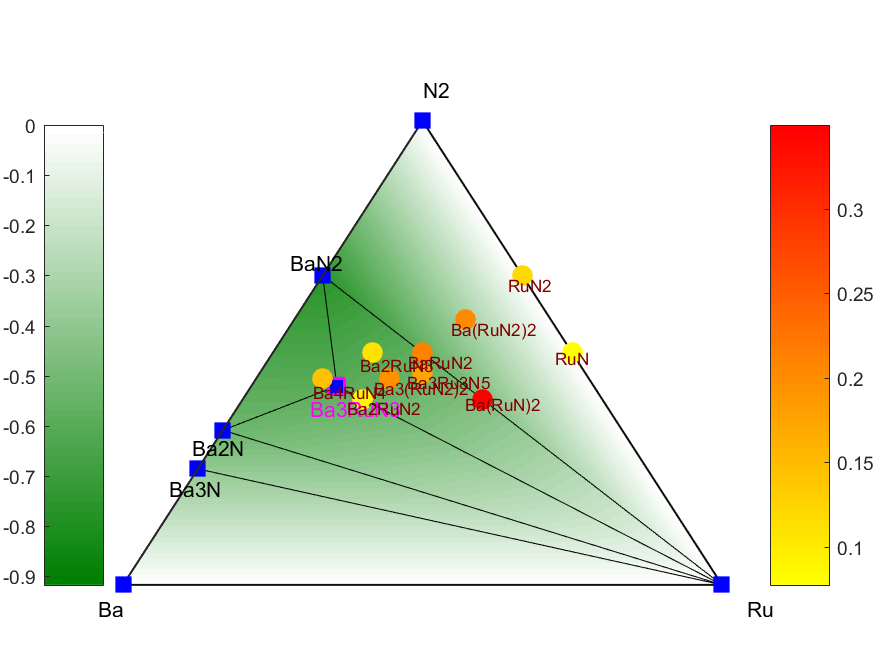 N2
0
-0.1
-0.2
-0.3
-0.4
-0.5
-0.6
-0.7
-0.8
-0.9
0.3
0.25
0.2
0.15
0.1
BaN2
RuN2
Ba(RuN2)2
RuN
BaRuN2
Ba2RuN3
Ba3(RuN2)2
Ba4RuN4
Ba(RuN)2
Ba2RuN2
Ba2N
Ba3N
Ba
Ru